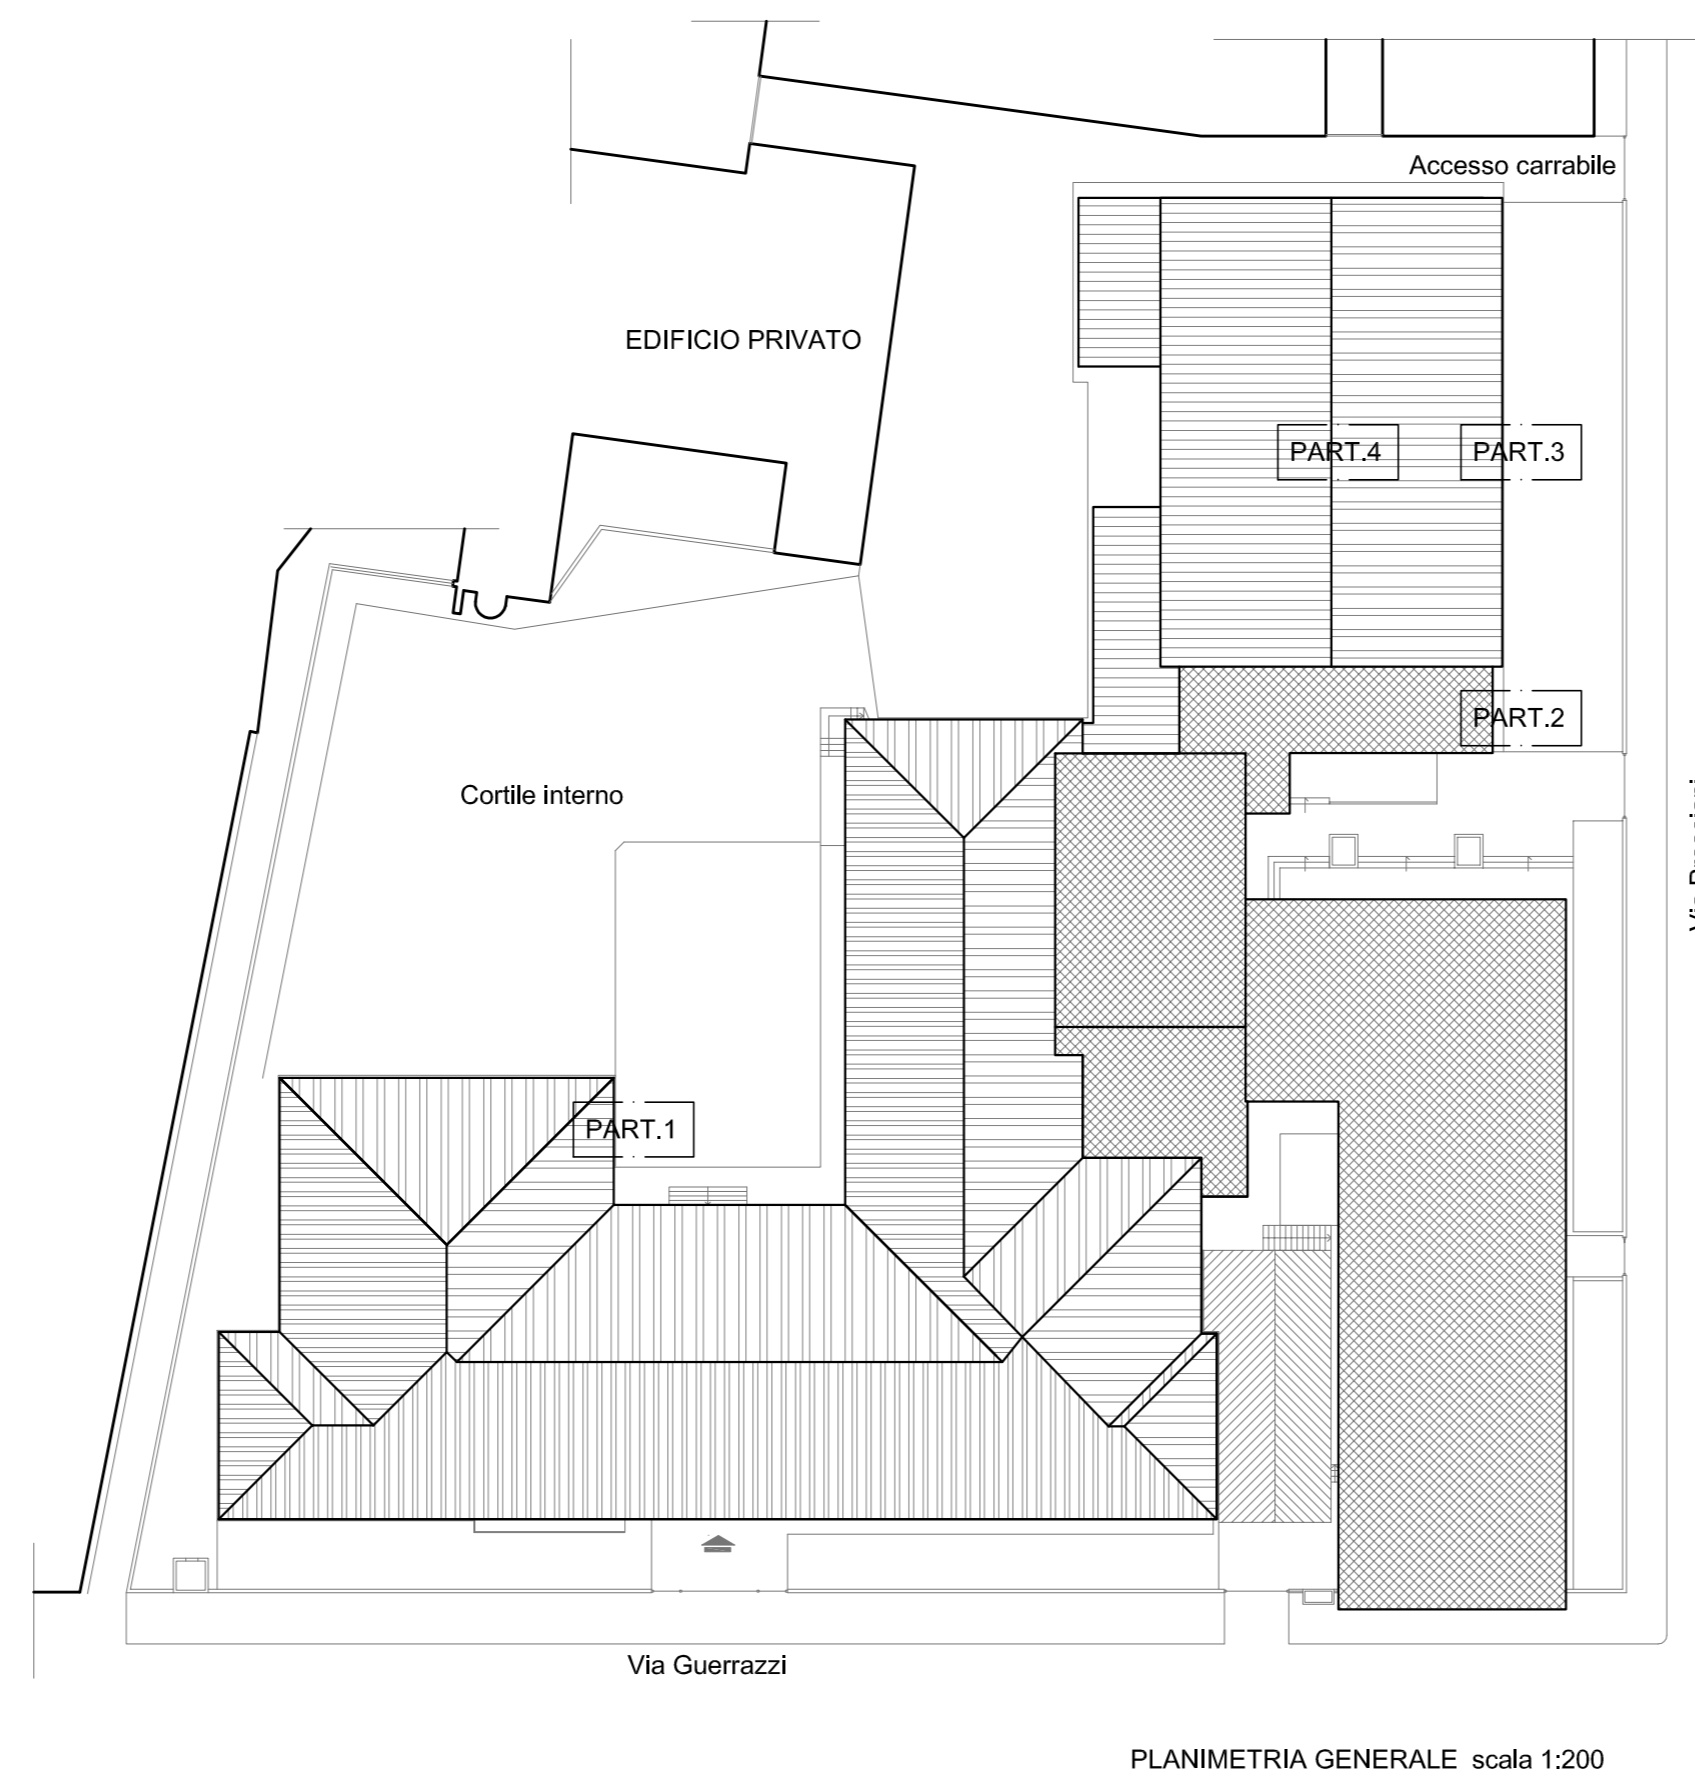 Accesso carrabile
EDIFICIO PRIVATO
PART.4
PART.3
PART.2
Cortile interno
Via
PART.1
Via Guerrazzi
PLANIMETRIA GENERALE scala 1:200